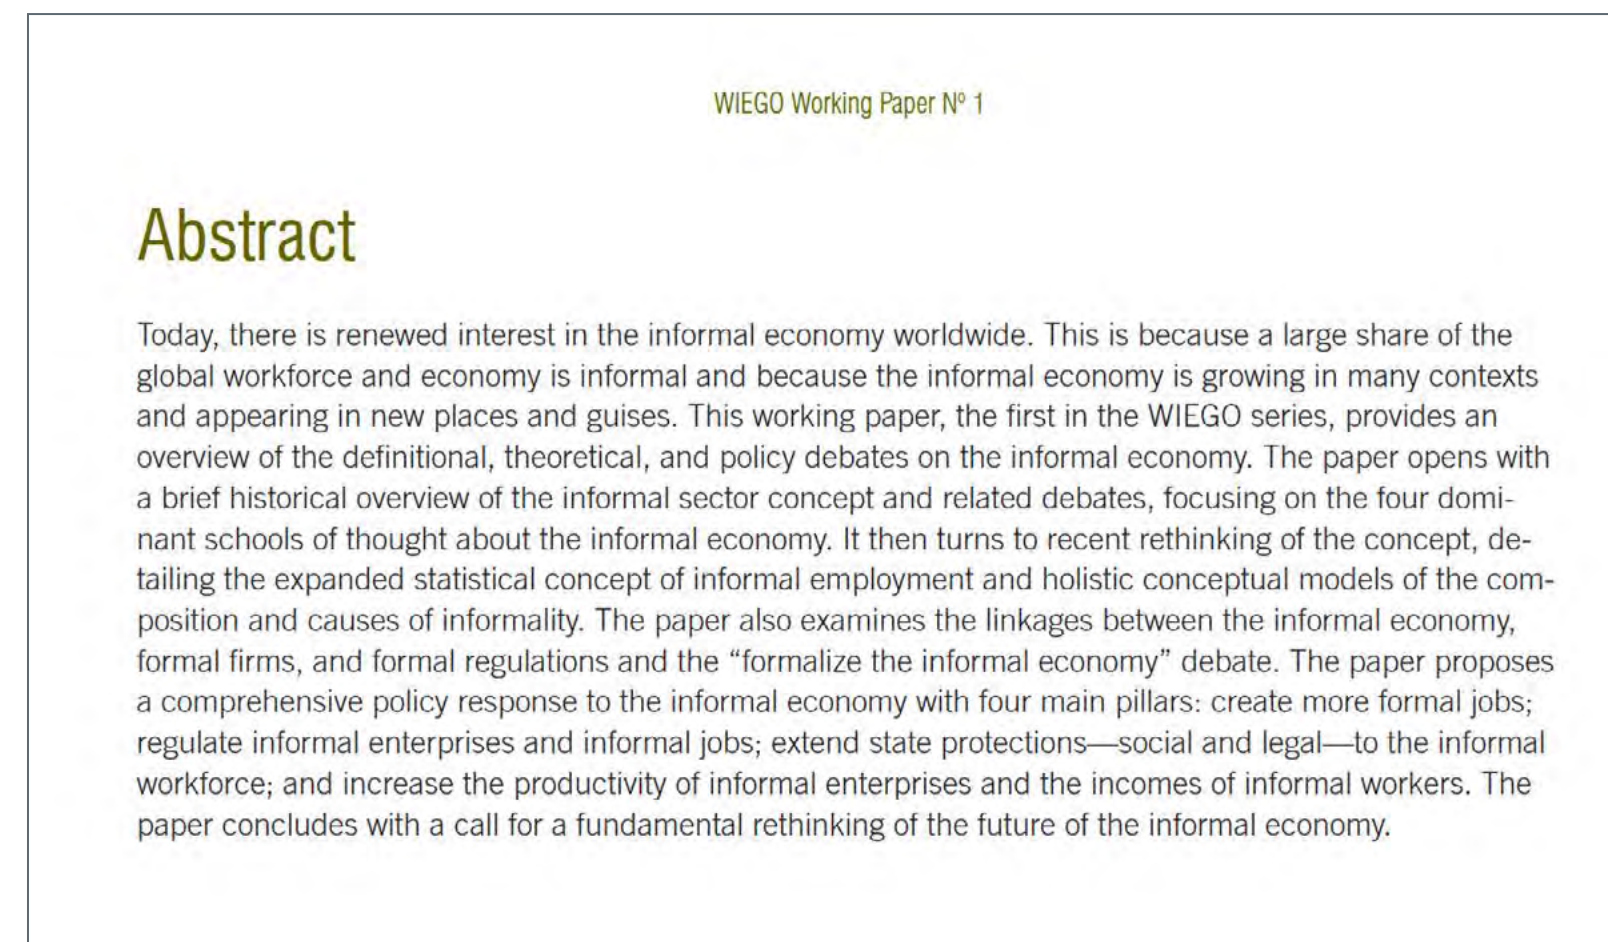 WIEGO Working Paper Nº 1
Abstract
Today, there is renewed interest in the informal economy worldwide. This is because a large share of the
global workforce and economy is informal and because the informal economy is growing in many contexts
and appearing in new places and guises. This working paper, the first in the WIEGO series, provides an
overview of the definitional, theoretical, and policy debates on the informal economy. The paper opens with
a brief historical overview of the informal sector concept and related debates, focusing on the four domi-
nant schools of thought about the informal economy. It then turns to recent rethinking of the concept, de-
tailing the expanded statistical concept of informal employment and holistic conceptual models of the com-
position and causes of informality. The paper also examines the linkages between the informal economy,
formal firms, and formal regulations and the “formalize the informal economy” debate. The paper proposes
a comprehensive policy response to the informal economy with four main pillars: create more formal jobs;
regulate informal enterprises and informal jobs; extend state protections—social and legal—to the informal
workforce; and increase the productivity of informal enterprises and the incomes of informal workers. The
paper concludes with a call for a fundamental rethinking of the future of the informal economy.